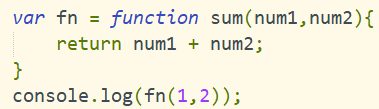 var fn = function sum(num1,num2){
    return num1 + num2;
}
console.log(fn(1,2));